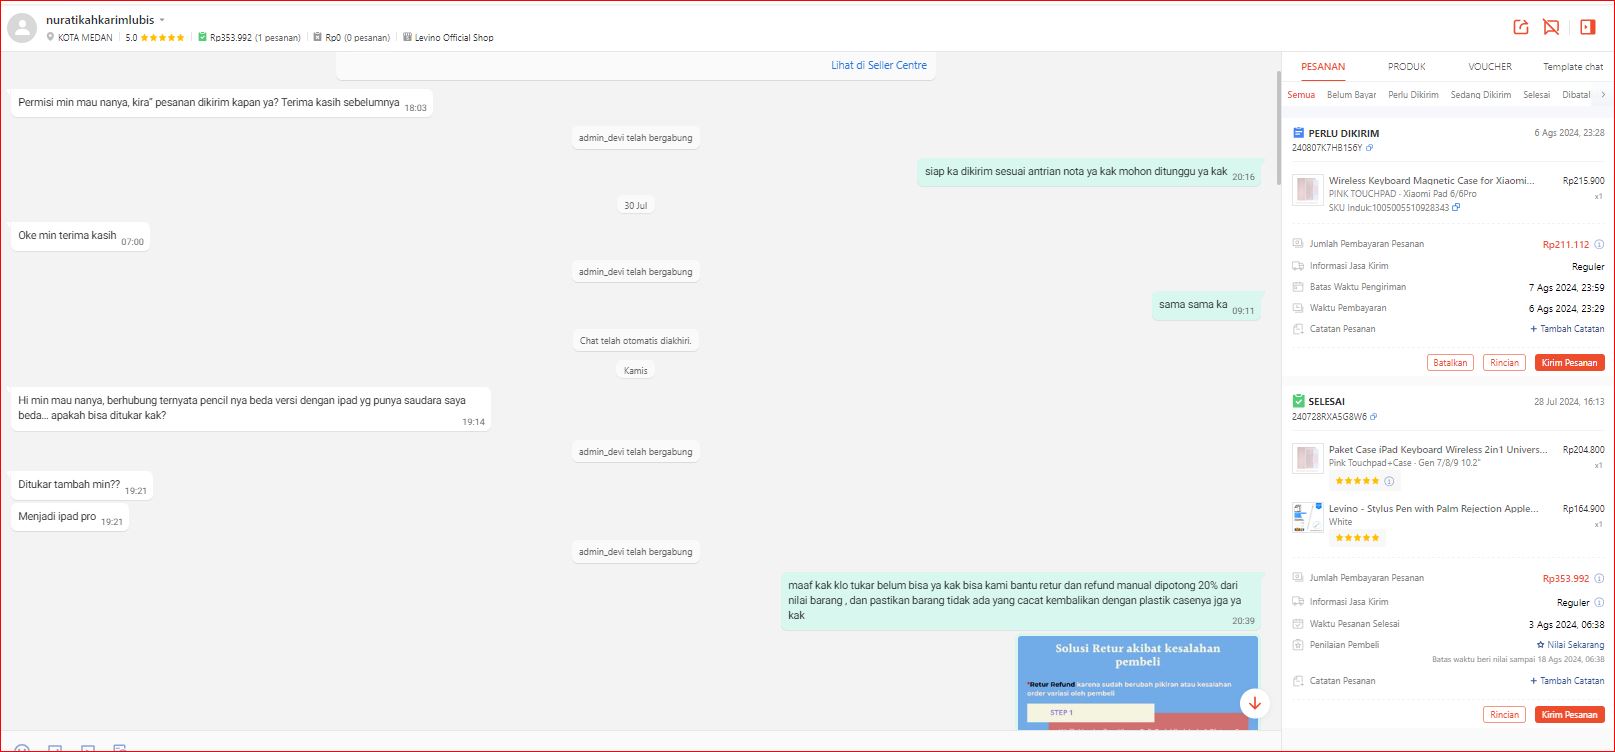 nuratikahkarimlubis
KOTA MEDAN 5.0 Rp353.992 (1 pesanan) Rp0 (0 pesanan) Levino Official Shop
Lihat di Seller Centre
Permisi min mau nanya, kira" pesanan dikirim kapan ya? Terima kasih sebelumnya 18:03
admin_devi telah bergabung
siap ka dikirim sesuai antrian nota ya kak mohon ditunggu ya kak 20:16
30 Jul
Oke min terima kasih 07:00
admin_devi telah bergabung
sama sama ka 09:11
Chat telah otomatis diakhiri.
Kamis
Hi min mau nanya, berhubung ternyata pencil nya beda versi dengan ipad yg punya saudara saya
beda... apakah bisa ditukar kak?
19:14
admin_devi telah bergabung
Ditukar tambah min?? 19:21
Menjadi ipad pro 19:21
admin_devi telah bergabung
maaf kak klo tukar belum bisa ya kak bisa kami bantu retur dan refund manual dipotong 20% dari
nilai barang , dan pastikan barang tidak ada yang cacat kembalikan dengan plastik casenya jga ya
kak
20:39
Solusi Retur akibat kesalahan
pembeli
*Retur Refund karena sudah berubah pikiran atau kesalahan
order variasi oleh pembeli
STEP 1
PESANAN PRODUK VOUCHER Template chat
Semua Belum Bayar Perlu Dikirim Sedang Dikirim Selesai Dibatal
PERLU DIKIRIM 6 Ags 2024, 23:28
240807K7HB156Y
Wireless Keyboard Magnetic Case for Xiaomi... Rp215.900
PINK TOUCHPAD - Xiaomi Pad 6/6Pro x1
SKU Induk:1005005510928343
Jumlah Pembayaran Pesanan Rp211.112
Informasi Jasa Kirim Reguler
Batas Waktu Pengiriman 7 Ags 2024, 23:59
Waktu Pembayaran 6 Ags 2024, 23:29
Catatan Pesanan + Tambah Catatan
Batalkan Rincian Kirim Pesanan
SELESAI 28 Jul 2024, 16:13
240728RXA5G8W6
Paket Case iPad Keyboard Wireless 2in1 Univers... Rp204.800
Pink Touchpad+Case - Gen 7/8/9 10.2" x1
Levino - Stylus Pen with Palm Rejection Apple... Rp164.900
White x1
Jumlah Pembayaran Pesanan Rp353.992
Informasi Jasa Kirim Reguler
Waktu Pesanan Selesai 3 Ags 2024, 06:38
Penilaian Pembeli Nilai Sekarang
Batas waktu beri nilai sampai 18 Ags 2024, 06:38
Catatan Pesanan + Tambah Catatan
Rincian Kirim Pesanan